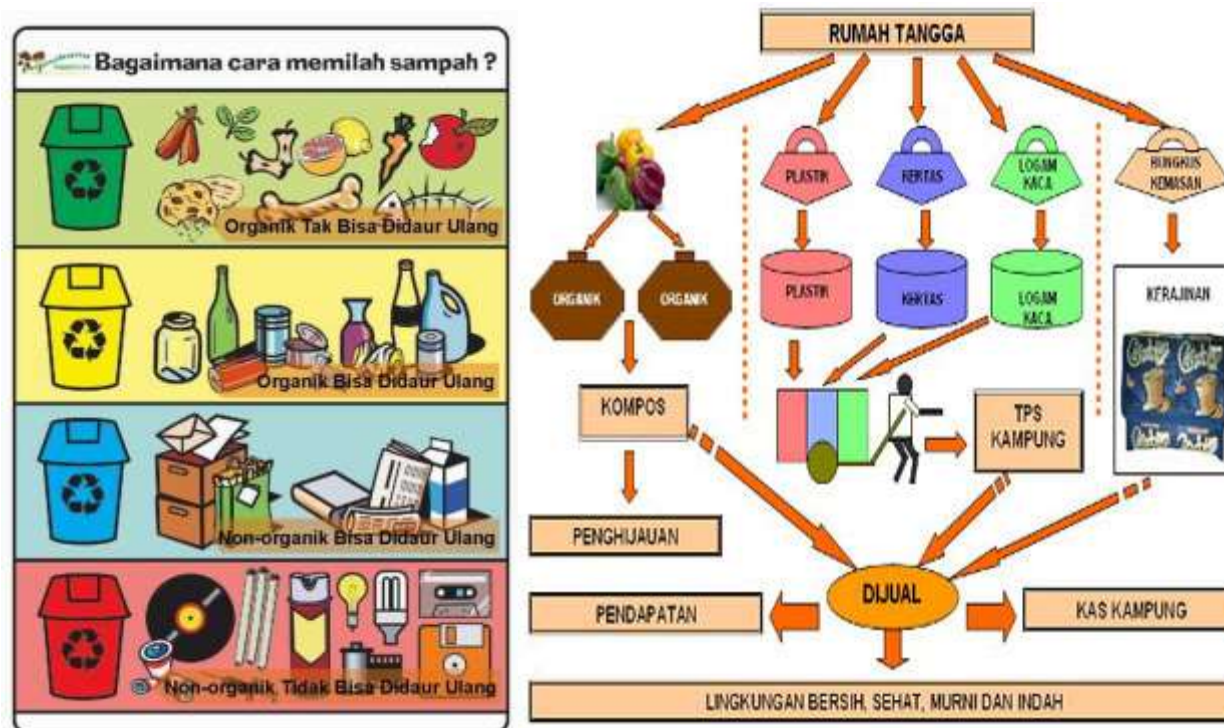 Bagaimana cara memilah sampah ?
Organik Tak Bisa Didaur Ulang
Organik Bisa Didaur Ulang
Non-organik Bisa Didaur Ulang
Non-organik Tidak Bisa Didaur Ulang
RUMAH TANGGA
PLASTIK
KERTAS
LOGAM
KACA
BUNGKUS
KEMASAN
ORGANIK
ORGANIK
PLASTIK
KERTAS
LOGAM
KACA
KERAJINAN
KOMPOS
TPS
KAMPUNG
PENGHIJAUAN
DIJUAL
PENDAPATAN
KAS KAMPUNG
LINGKUNGAN BERSIH, SEHAT, MURNI DAN INDAH